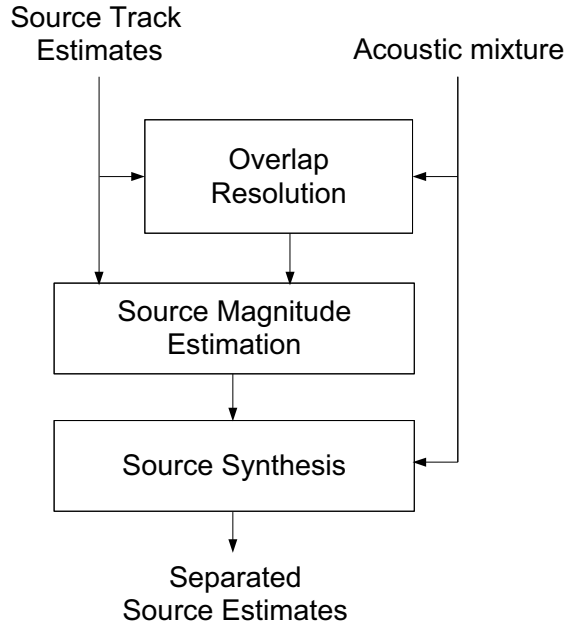 Source Track
Estimates
Acoustic mixture
Overlap
Resolution
Source Magnitude
Estimation
Source Synthesis
Separated
Source Estimates